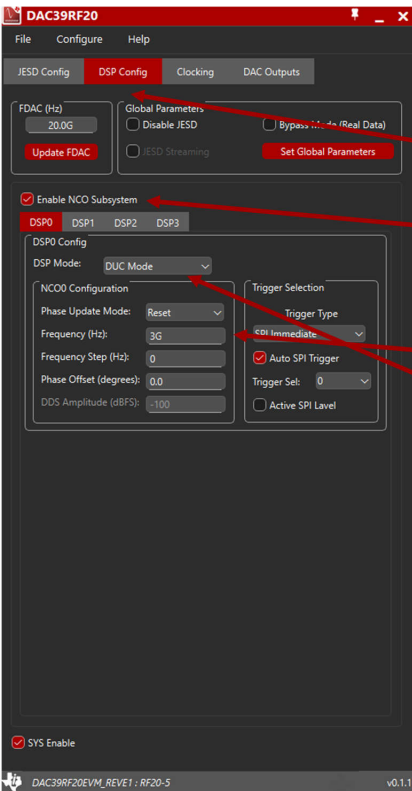 DAC39RF20
File Configure Help
JESD Config DSP Config Clocking DAC Outputs
FDAC (Hz) Global Parameters
20.0G Disable JESD Bypass Mode (Real Data)
Update FDAC JESD Streaming Set Global Parameters
Enable NCO Subsystem
DSP0 DSP1 DSP2 DSP3
DSP0 Config
DSP Mode: DUC Mode
NCO0 Configuration Trigger Selection
Phase Update Mode: Reset Trigger Type
Frequency (Hz): 3G SPI Immediate
Frequency Step (Hz): 0 Auto SPI Trigger
Phase Offset (degrees): 0.0 Trigger Sel: 0
DDS Amplitude (dBFS): -100 Active SPI Level
SYS Enable
DAC39RF20EVM_REVE1 : RF20-5 v0.1.1